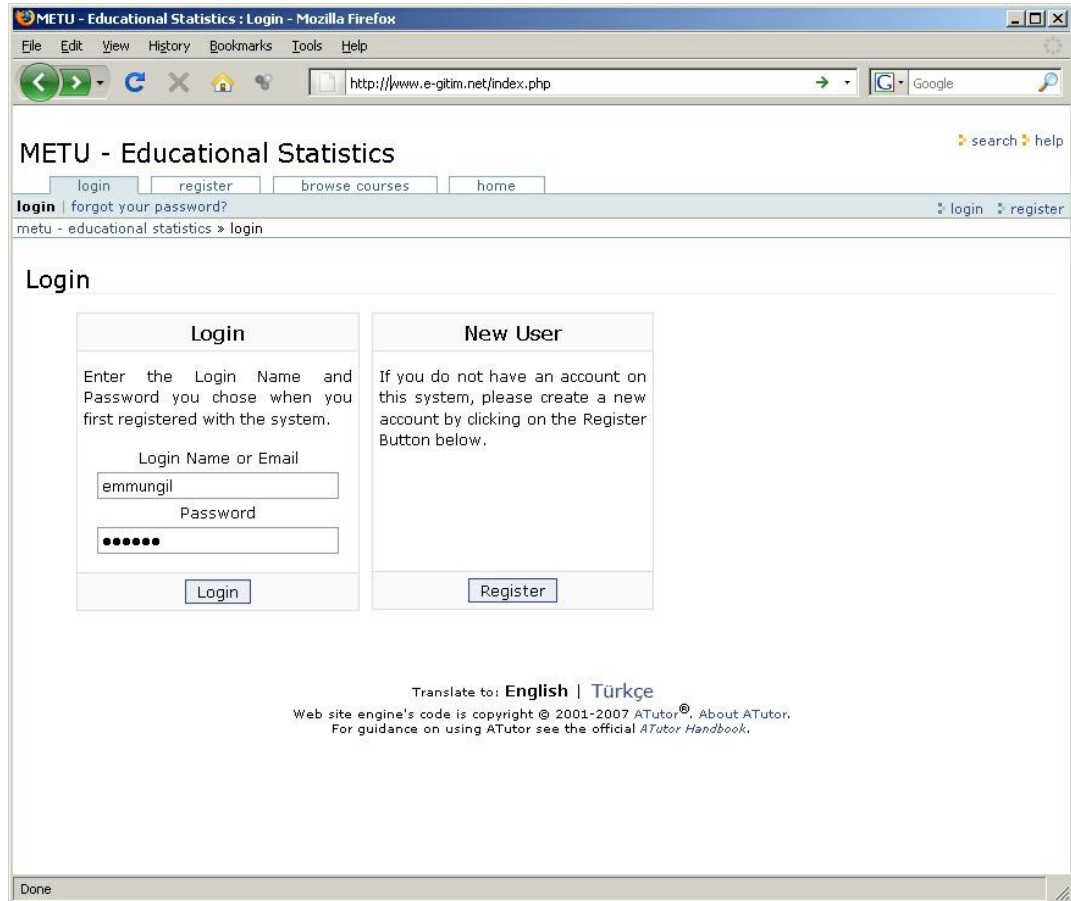 METU - Educational Statistics : Login - Mozilla Firefox
File Edit View History Bookmarks Tools Help
http://www.e-gitim.net/index.php
G Google
search help
METU - Educational Statistics
login register browse courses home
login | forgot your password?
login register
metu - educational statistics » login
Login
Login
Enter the Login Name and
Password you chose when you
first registered with the system.
Login Name or Email
emmungil
Password
••••••
Login
New User
If you do not have an account on
this system, please create a new
account by clicking on the Register
Button below.
Register
Translate to: English | Türkçe
Web site engine's code is copyright © 2001-2007 ATutor®. About ATutor.
For guidance on using ATutor see the official ATutor Handbook.
Done